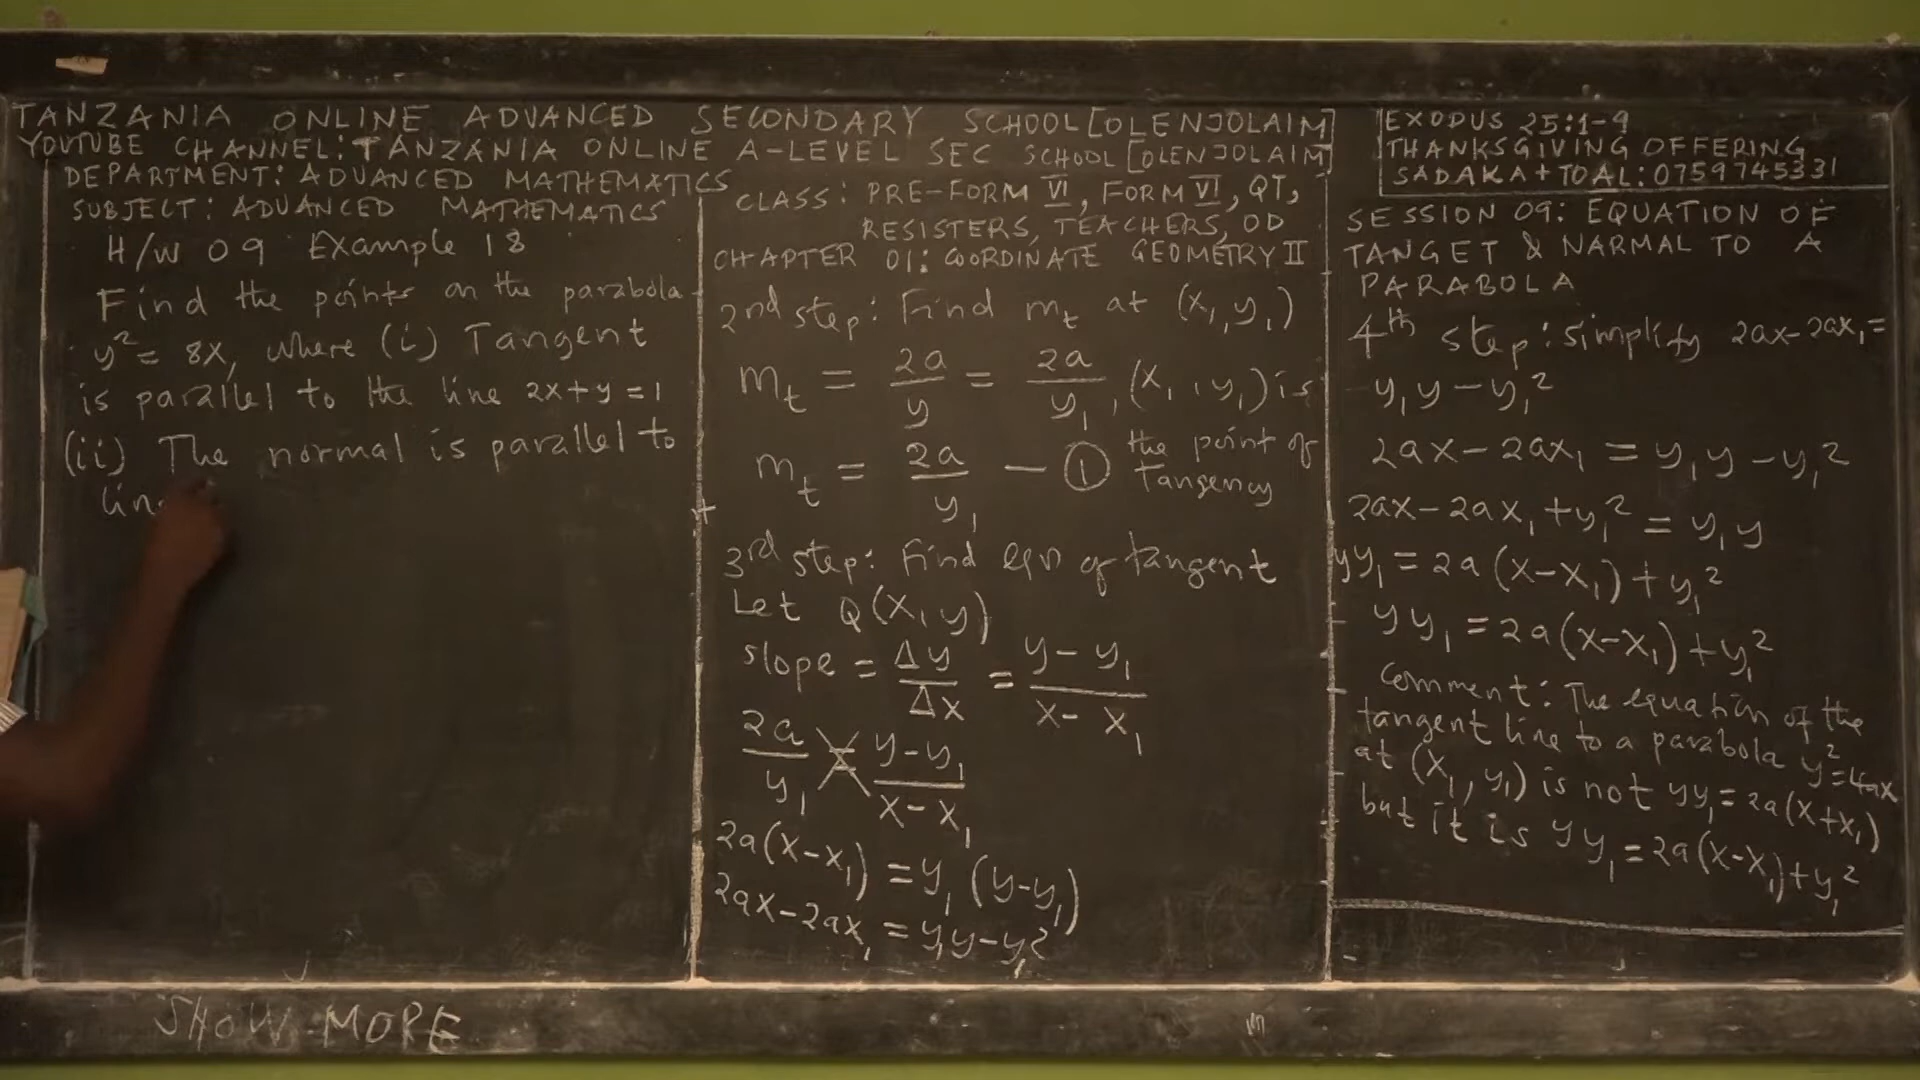 TANZANIA ONLINE ADVANCED SECONDARY SCHOOL [OLENJOLAIM]
YOUTUBE CHANNEL: TANZANIA ONLINE A-LEVEL SEC SCHOOL [OLENJOLAIM]
DEPARTMENT: ADVANCED MATHEMATICS
SUBJECT: ADVANCED MATHEMATICS
H/W 09 Example 18
Find the points on the parabola
y² = 8x, where (i) Tangent
is parallel to the line 2x+y=1
(ii) The normal is parallel to
line
CLASS: PRE-FORM VI, FORM VI, QT,
RESISTERS, TEACHERS, OD
CHAPTER 01: COORDINATE GEOMETRY II
2nd step: Find m_t at (x₁, y₁)
m_t = 2a/y = 2a/y₁, (x₁, y₁) is
the point of
Tangency
m_t = 2a/y₁ — ①
3rd step: Find eqn of tangent
Let Q(x, y)
slope = Δy/Δx = y-y₁/x-x₁
2a/y₁ = y-y₁/x-x₁
2a(x-x₁) = y₁(y-y₁)
2ax-2ax₁ = y₁y-y₁²
EXODUS 25:1-9
THANKSGIVING OFFERING
SADAKA+TOAL: 0759745331
SESSION 09: EQUATION OF
TANGET & NARMAL TO A
PARABOLA
4th step: simplify 2ax-2ax₁=
y₁y-y₁²
2ax-2ax₁ = y₁y-y₁²
2ax-2ax₁+y₁² = y₁y
yy₁ = 2a(x-x₁)+y₁²
yy₁ = 2a(x-x₁)+y₁²
Comment: The equation of the
tangent line to a parabola y²=4ax
at (x₁, y₁) is not yy₁=2a(x+x₁)
but it is yy₁=2a(x-x₁)+y₁²
SHOW MORE